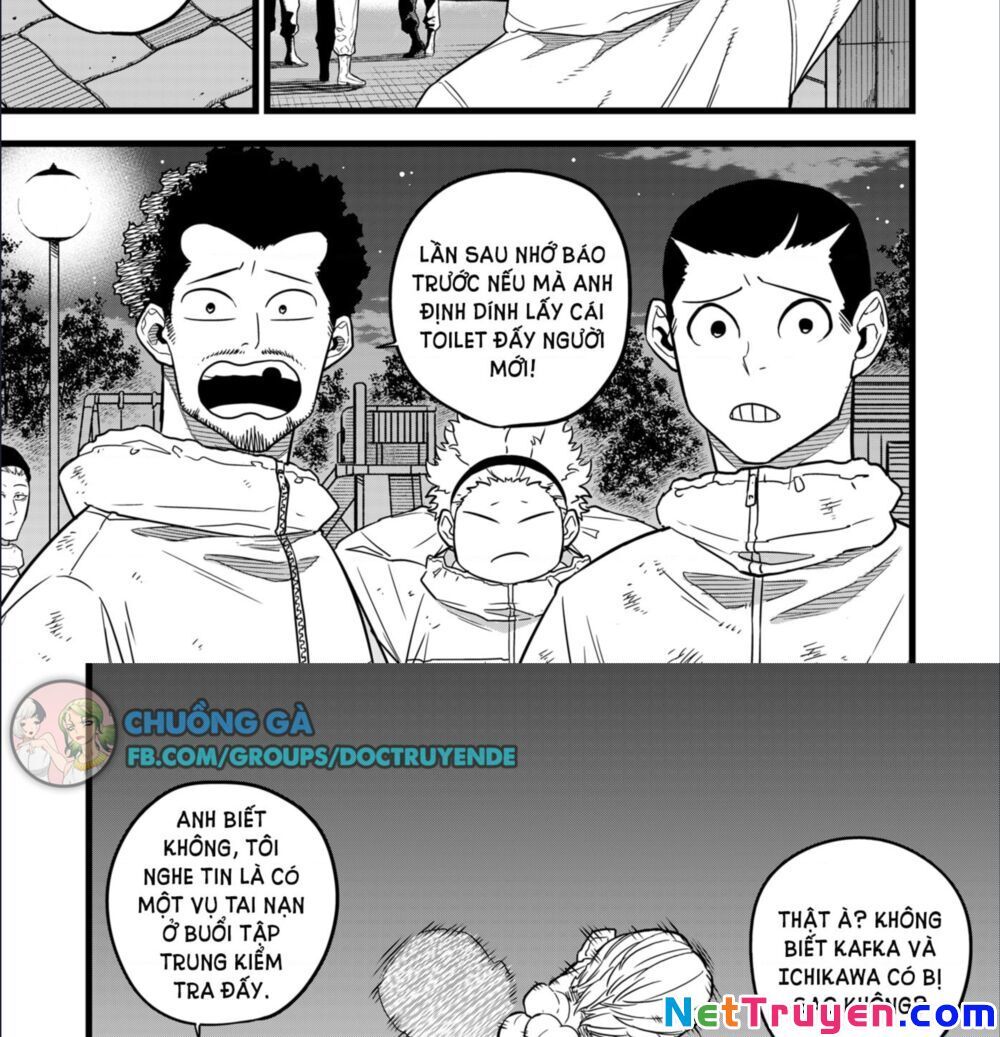 LẦN SAU NHỚ BÁO
TRƯỚC NẾU MÀ ANH
ĐỊNH DÍNH LẤY CÁI
TOILET ĐẤY NGƯỜI
MỚI!
CHUỒNG GÀ
FB.COM/GROUPS/DOCTRUYENDE
ANH BIẾT
KHÔNG, TÔI
NGHE TIN LÀ CÓ
MỘT VỤ TAI NẠN
Ở BUỔI TẬP
TRUNG KIỂM
TRA ĐẤY.
THẬT À? KHÔNG
BIẾT KAFKA VÀ
ICHIKAWA CÓ BỊ
SAO KHÔNG?
NetTruyen.com